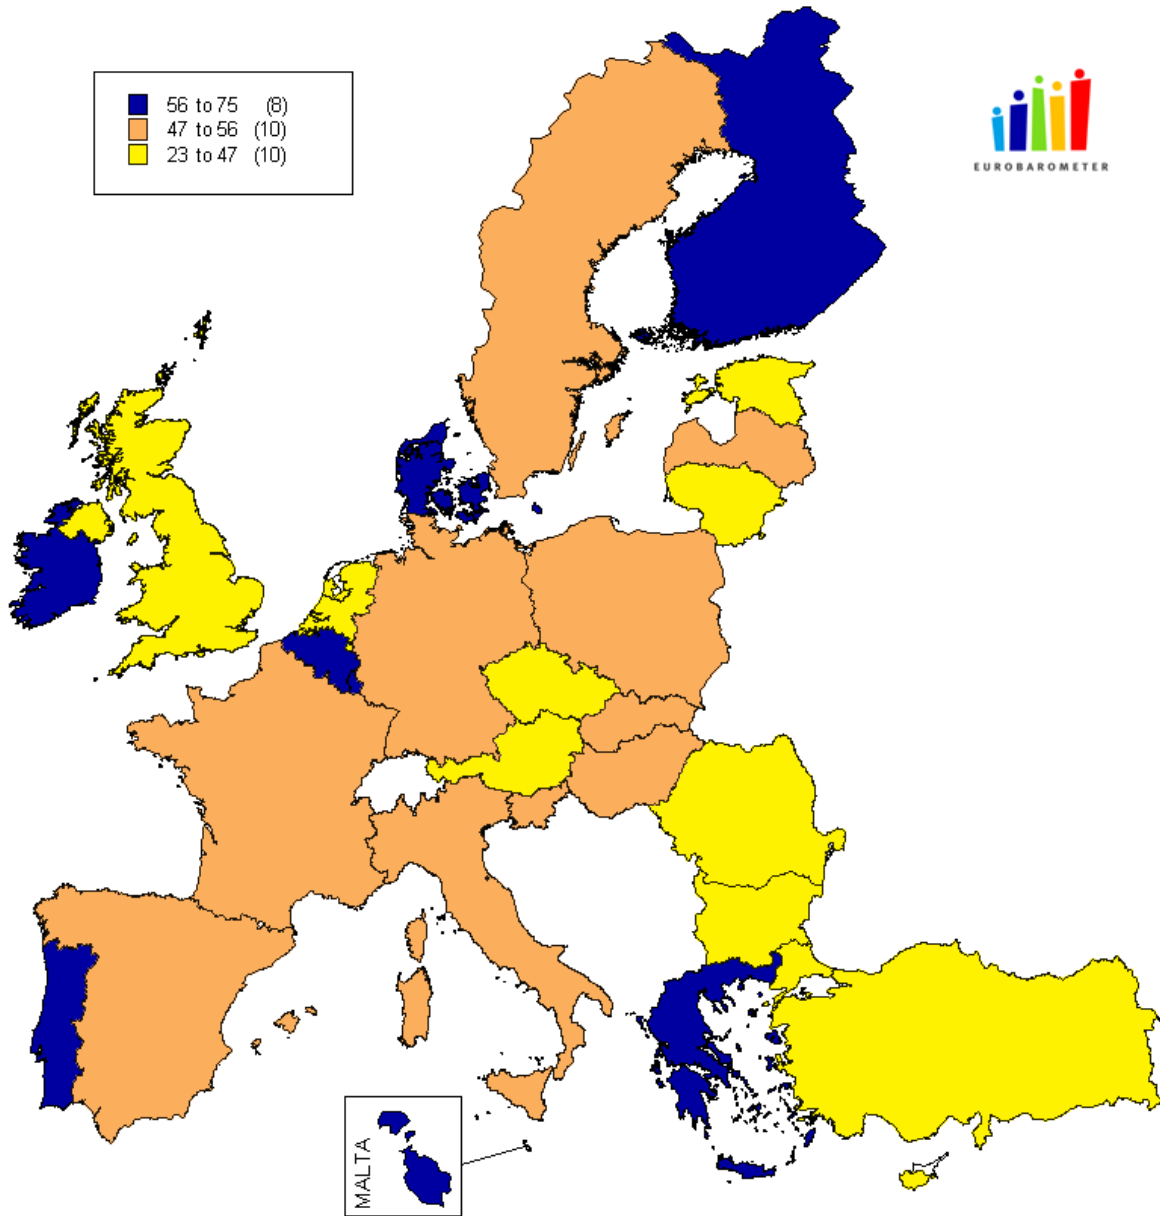 56 to 75 (8)
47 to 56 (10)
23 to 47 (10)
EUROBAROMETER
MALTA